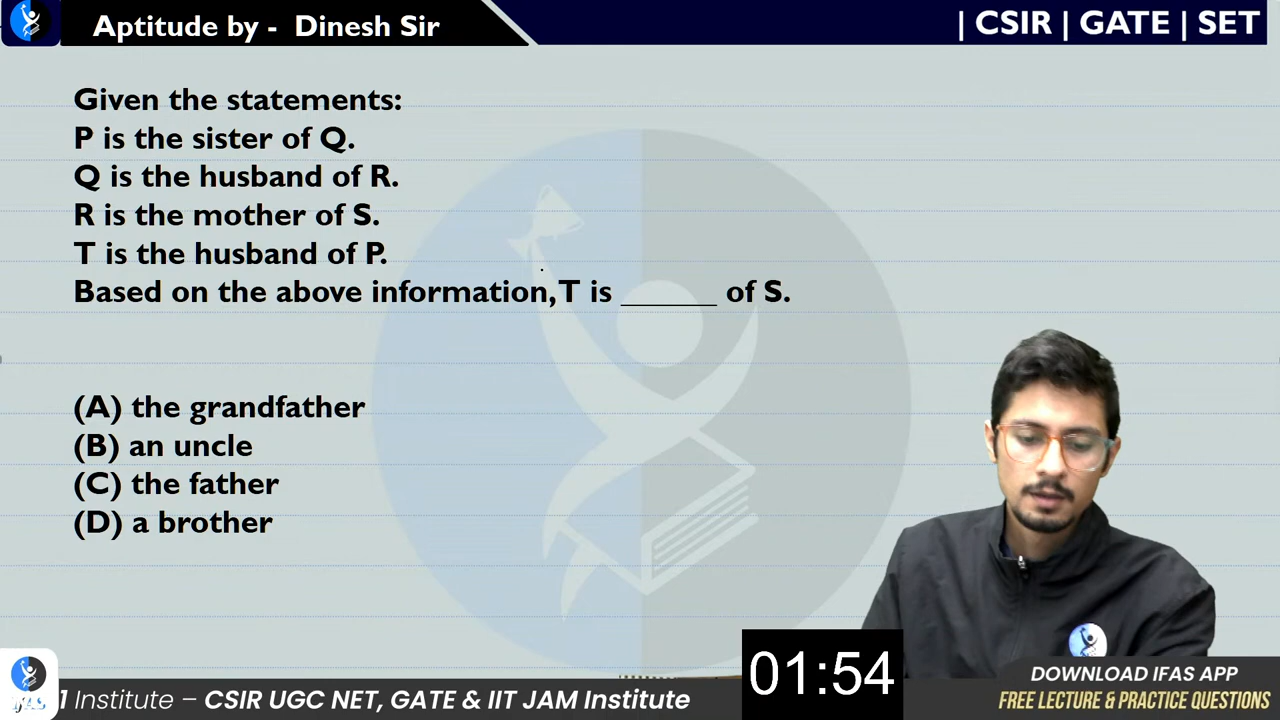 Aptitude by - Dinesh Sir
| CSIR | GATE | SET
Given the statements:
P is the sister of Q.
Q is the husband of R.
R is the mother of S.
T is the husband of P.
Based on the above information, T is ______ of S.
(A) the grandfather
(B) an uncle
(C) the father
(D) a brother
01:54
IFAS
1 Institute – CSIR UGC NET, GATE & IIT JAM Institute
DOWNLOAD IFAS APP
FREE LECTURE & PRACTICE QUESTIONS